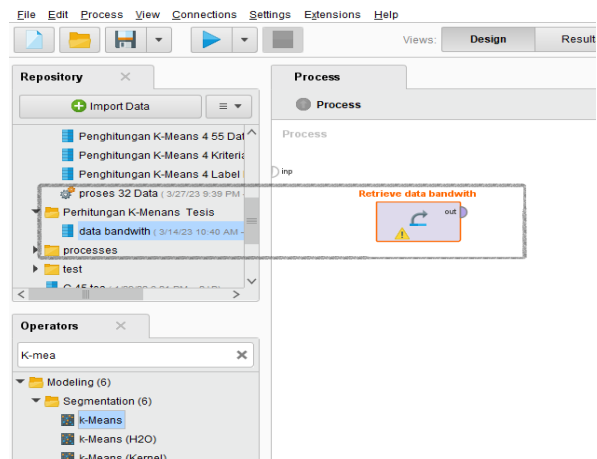 File Edit Process View Connections Settings Extensions Help
Views: Design Result
Repository
Import Data
Penghitungan K-Means 4 55 Dat
Penghitungan K-Means 4 Kriteria
Penghitungan K-Means 4 Label
proses 32 Data ( 3/27/23 9:39 PM
Perhitungan K-Menans Tesis
data bandwith ( 3/14/23 10:40 AM -
processes
test
Operators
K-mea
Modeling (6)
Segmentation (6)
k-Means
k-Means (H2O)
k-Means (Kernel)
Process
Process
Process
inp
Retrieve data bandwith
out